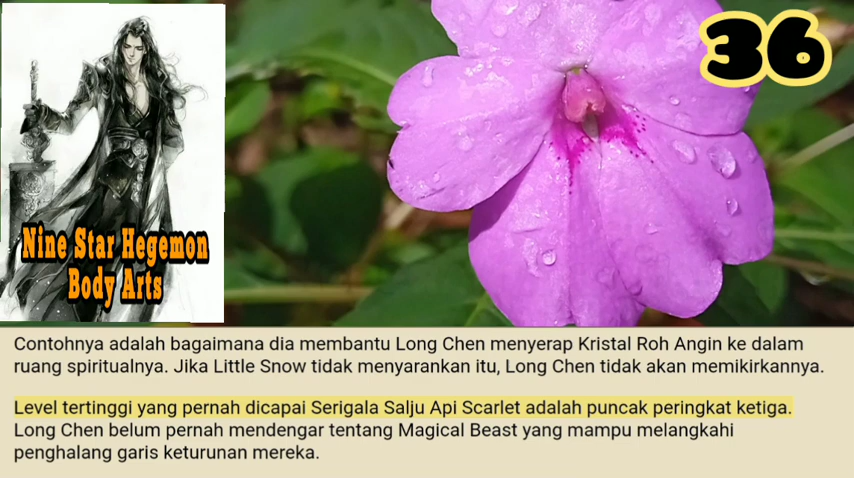 36
Nine Star Hegemon
Body Arts
Contohnya adalah bagaimana dia membantu Long Chen menyerap Kristal Roh Angin ke dalam
ruang spiritualnya. Jika Little Snow tidak menyarankan itu, Long Chen tidak akan memikirkannya.
Level tertinggi yang pernah dicapai Serigala Salju Api Scarlet adalah puncak peringkat ketiga.
Long Chen belum pernah mendengar tentang Magical Beast yang mampu melangkahi
penghalang garis keturunan mereka.